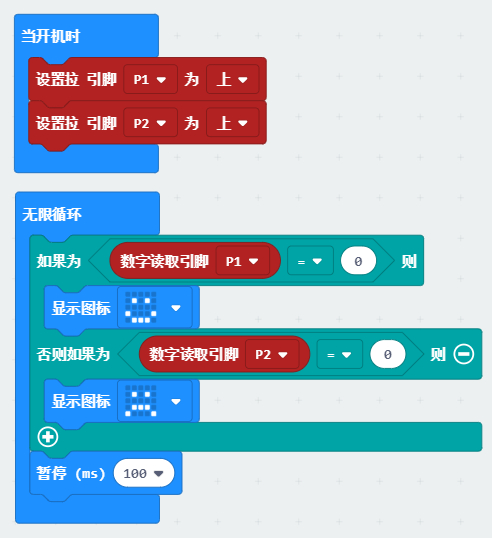 当开机时
设置拉 引脚 P1 为 上
设置拉 引脚 P2 为 上
无限循环
如果为 数字读取引脚 P1 = 0 则
显示图标
否则如果为 数字读取引脚 P2 = 0 则
显示图标
暂停 (ms) 100